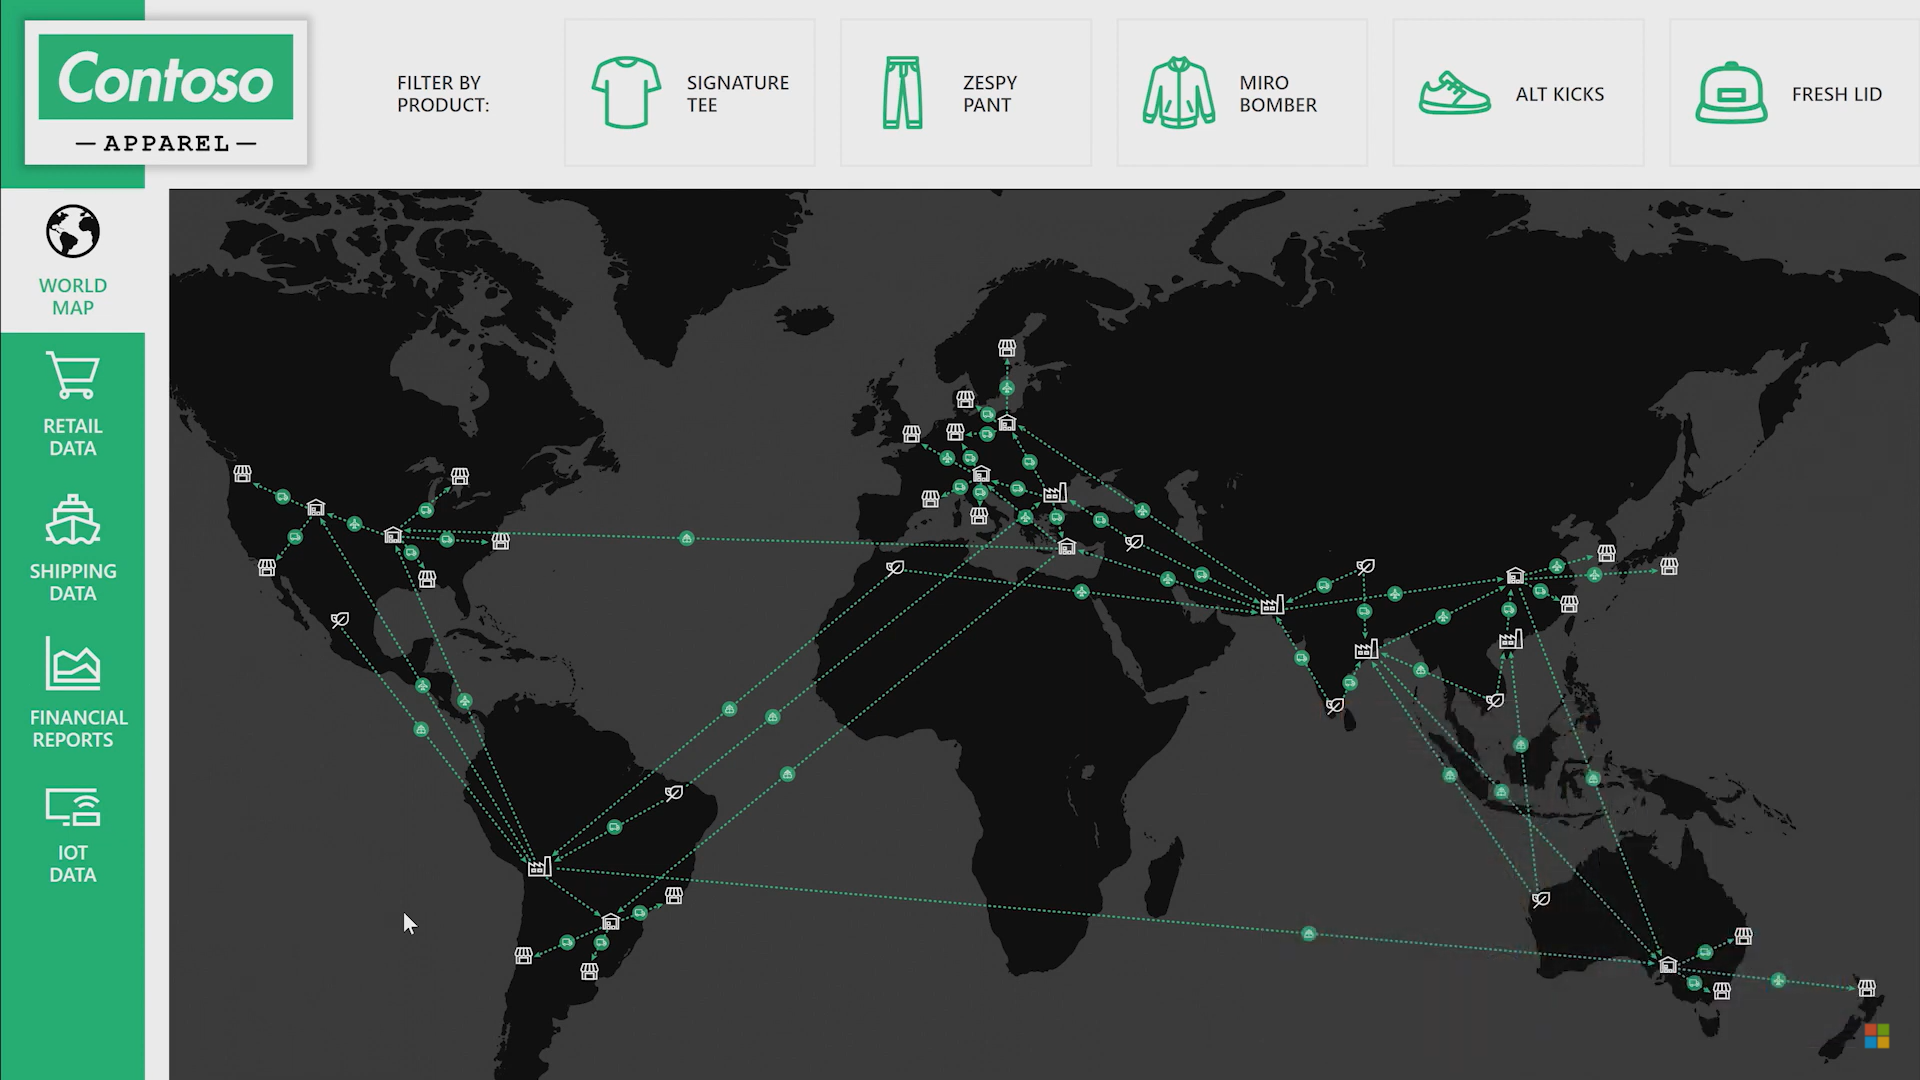 Contoso
APPAREL
FILTER BY
PRODUCT:
SIGNATURE
TEE
ZESPY
PANT
MIRO
BOMBER
ALT KICKS
FRESH LID
WORLD
MAP
RETAIL
DATA
SHIPPING
DATA
FINANCIAL
REPORTS
IOT
DATA